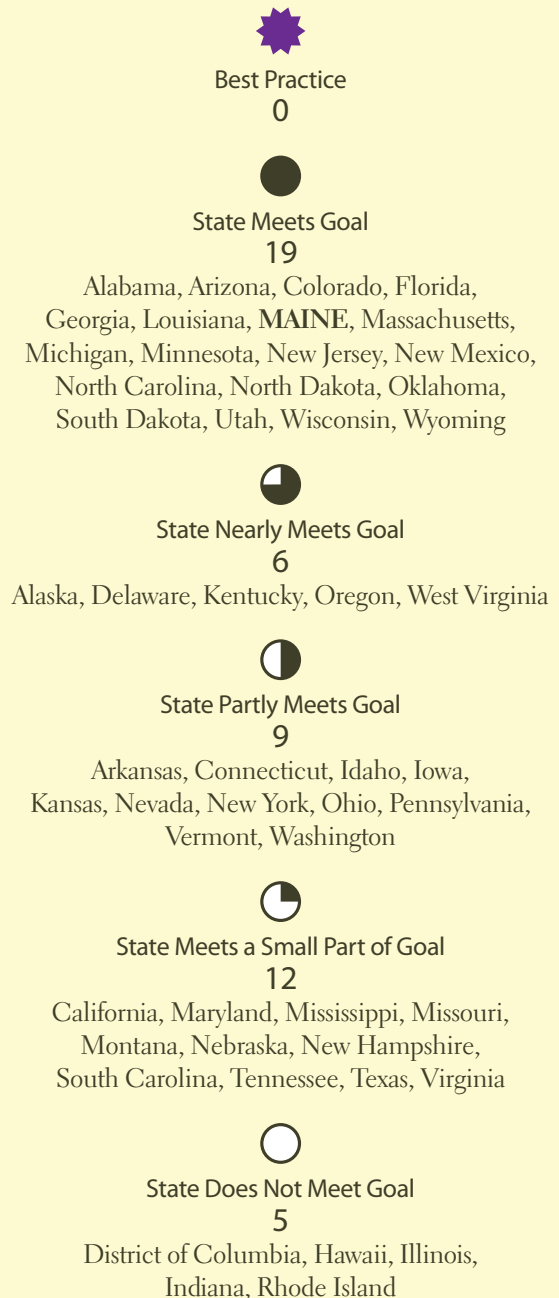 Best Practice
0
State Meets Goal
19
Alabama, Arizona, Colorado, Florida,
Georgia, Louisiana, MAINE, Massachusetts,
Michigan, Minnesota, New Jersey, New Mexico,
North Carolina, North Dakota, Oklahoma,
South Dakota, Utah, Wisconsin, Wyoming
State Nearly Meets Goal
6
Alaska, Delaware, Kentucky, Oregon, West Virginia
State Partly Meets Goal
9
Arkansas, Connecticut, Idaho, Iowa,
Kansas, Nevada, New York, Ohio, Pennsylvania,
Vermont, Washington
State Meets a Small Part of Goal
12
California, Maryland, Mississippi, Missouri,
Montana, Nebraska, New Hampshire,
South Carolina, Tennessee, Texas, Virginia
State Does Not Meet Goal
5
District of Columbia, Hawaii, Illinois,
Indiana, Rhode Island